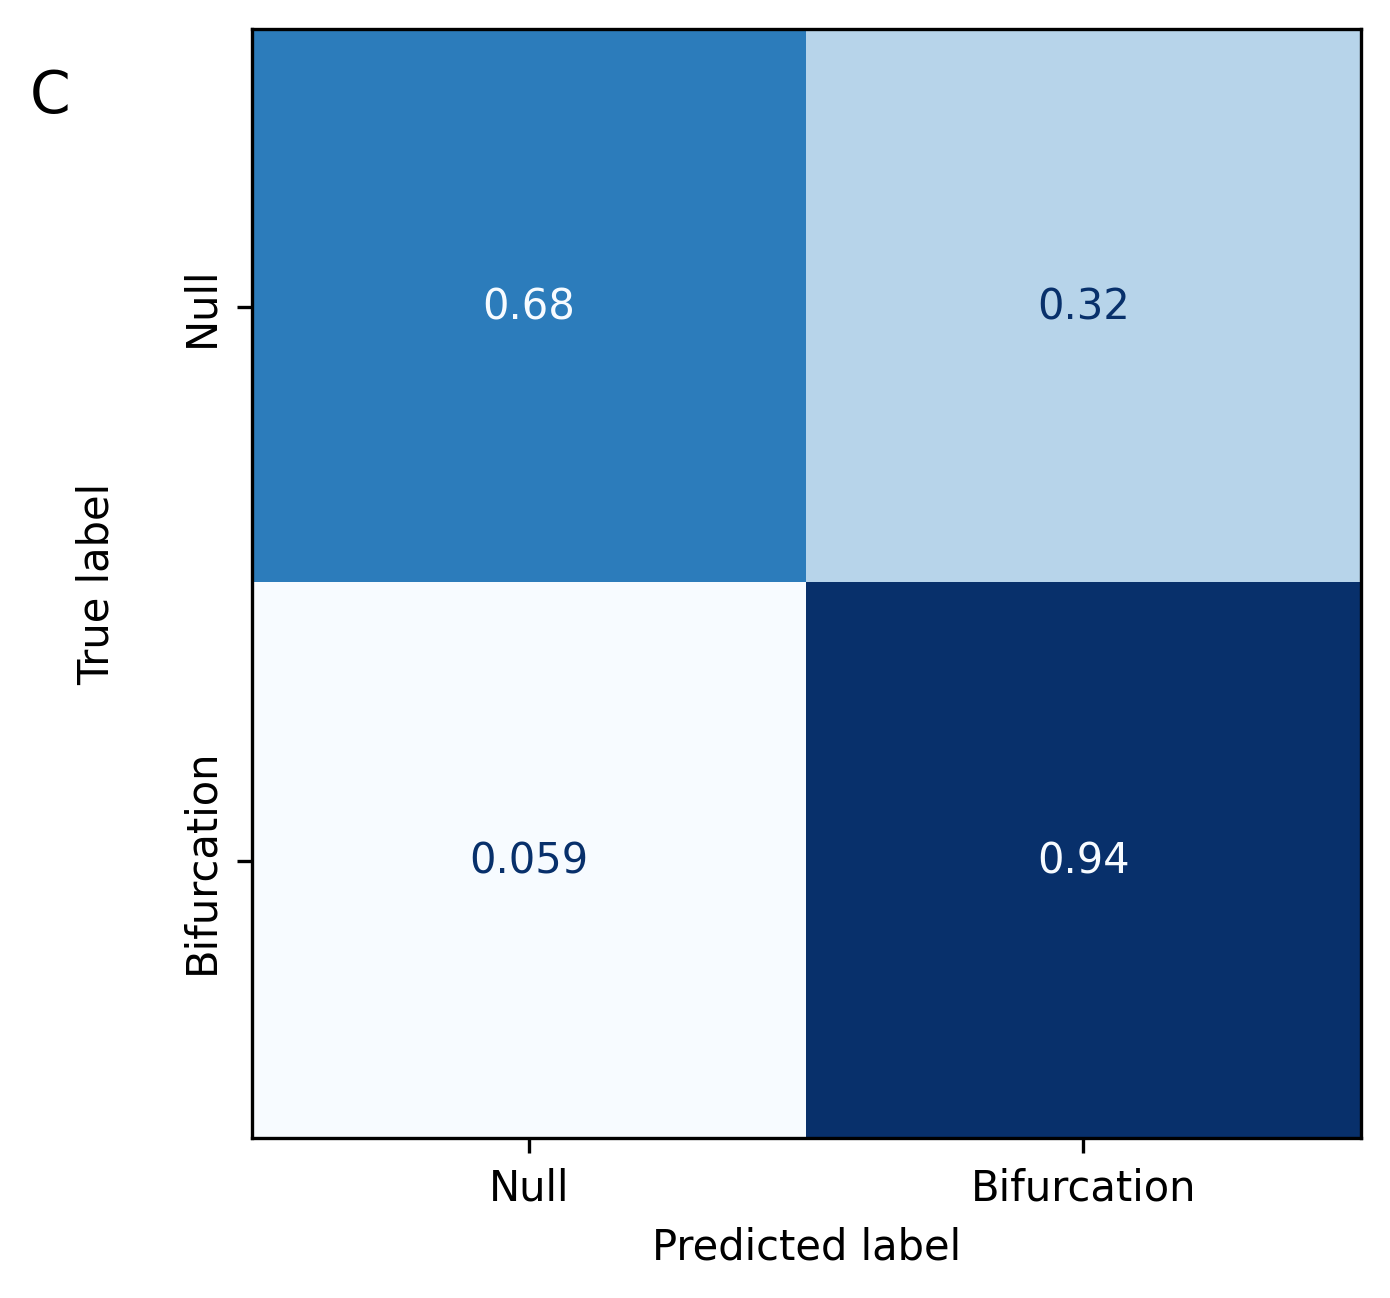 C
True label
Null
0.68
0.32
Bifurcation
0.059
0.94
Null
Bifurcation
Predicted label